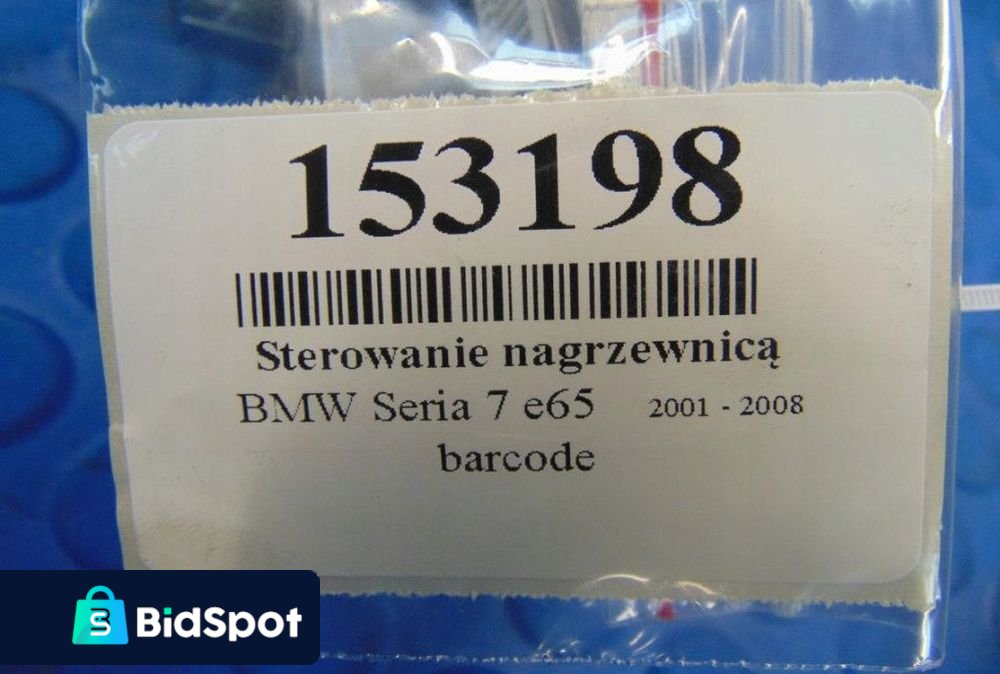 153198
Sterowanie nagrzewnicą
BMW Seria 7 e65 2001 - 2008
barcode
BidSpot